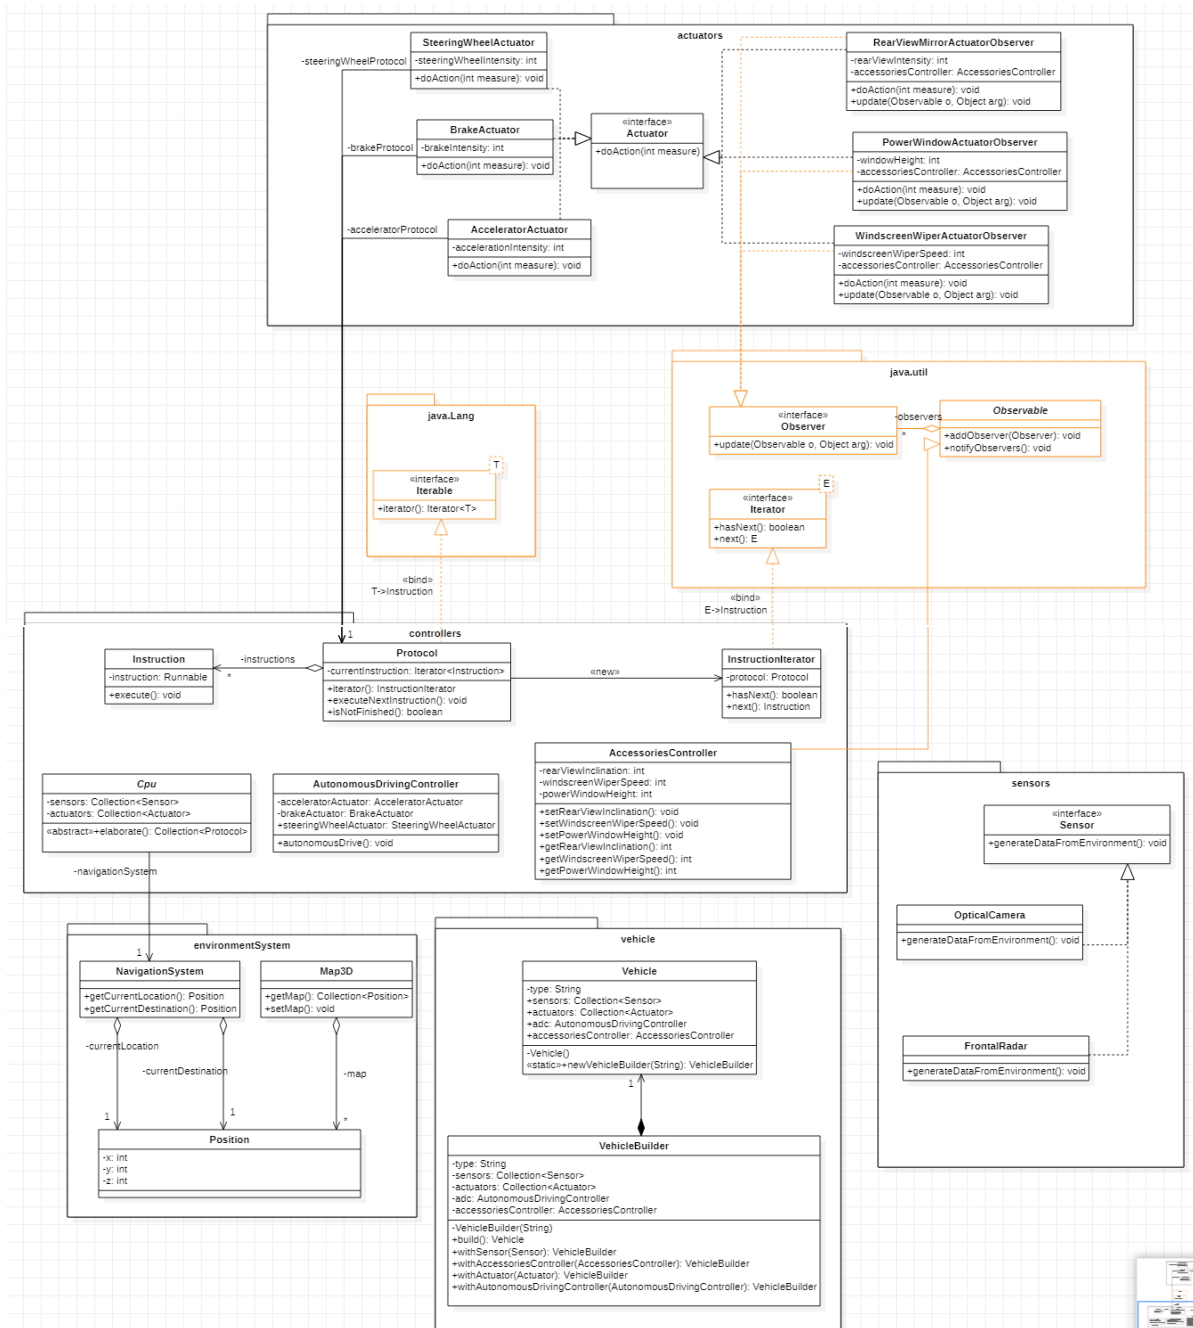 actuators
SteeringWheelActuator
-steeringWheelIntensity: int
+doAction(int measure): void
-steeringWheelProtocol
BrakeActuator
-brakeIntensity: int
+doAction(int measure): void
-brakeProtocol
AcceleratorActuator
-accelerationIntensity: int
+doAction(int measure): void
-acceleratorProtocol
«interface»
Actuator
+doAction(int measure)
RearViewMirrorActuatorObserver
-rearViewIntensity: int
-accessoriesController: AccessoriesController
+doAction(int measure): void
+update(Observable o, Object arg): void
PowerWindowActuatorObserver
-windowHeight: int
-accessoriesController: AccessoriesController
+doAction(int measure): void
+update(Observable o, Object arg): void
WindscreenWiperActuatorObserver
-windscreenWiperSpeed: int
-accessoriesController: AccessoriesController
+doAction(int measure): void
+update(Observable o, Object arg): void
java.util
«interface»
Observer
+update(Observable o, Object arg): void
-observers
*
Observable
+addObserver(Observer): void
+notifyObservers(): void
E
«interface»
Iterator
+hasNext(): boolean
+next(): E
java.Lang
T
«interface»
Iterable
+iterator(): Iterator<T>
«bind»
T->Instruction
«bind»
E->Instruction
controllers
1
Instruction
-instruction: Runnable
+execute(): void
-instructions
*
Protocol
-currentInstruction: Iterator<Instruction>
+iterator(): InstructionIterator
+executeNextInstruction(): void
+isNotFinished(): boolean
«new»
InstructionIterator
-protocol: Protocol
+hasNext(): boolean
+next(): Instruction
Cpu
-sensors: Collection<Sensor>
-actuators: Collection<Actuator>
«abstract»+elaborate(): Collection<Protocol>
-navigationSystem
1
AutonomousDrivingController
-acceleratorActuator: AcceleratorActuator
-brakeActuator: BrakeActuator
+steeringWheelActuator: SteeringWheelActuator
+autonomousDrive(): void
AccessoriesController
-rearViewInclination: int
-windscreenWiperSpeed: int
-powerWindowHeight: int
+setRearViewInclination(): void
+setWindscreenWiperSpeed(): void
+setPowerWindowHeight(): void
+getRearViewInclination(): int
+getWindscreenWiperSpeed(): int
+getPowerWindowHeight(): int
sensors
«interface»
Sensor
+generateDataFromEnvironment(): void
OpticalCamera
+generateDataFromEnvironment(): void
FrontalRadar
+generateDataFromEnvironment(): void
environmentSystem
NavigationSystem
+getCurrentLocation(): Position
+getCurrentDestination(): Position
Map3D
+getMap(): Collection<Position>
+setMap(): void
-currentLocation
-currentDestination
-map
1
1
*
Position
-x: int
-y: int
-z: int
vehicle
Vehicle
-type: String
+sensors: Collection<Sensor>
+actuators: Collection<Actuator>
+adc: AutonomousDrivingController
+accessoriesController: AccessoriesController
-Vehicle()
«static»+newVehicleBuilder(String): VehicleBuilder
1
VehicleBuilder
-type: String
-sensors: Collection<Sensor>
-actuators: Collection<Actuator>
-adc: AutonomousDrivingController
-accessoriesController: AccessoriesController
-VehicleBuilder(String)
+build(): Vehicle
+withSensor(Sensor): VehicleBuilder
+withAccessoriesController(AccessoriesController): VehicleBuilder
+withActuator(Actuator): VehicleBuilder
+withAutonomousDrivingController(AutonomousDrivingController): VehicleBuilder